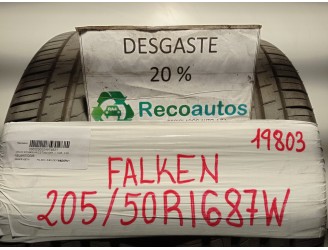 DESGASTE
20 %
Recoautos
19803
FALKEN
205/50R1687W